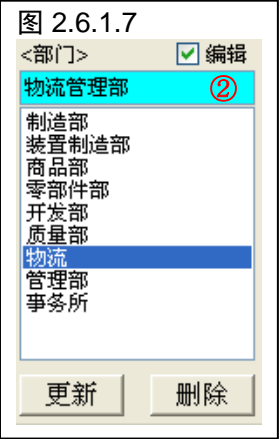 图 2.6.1.7
<部门> 编辑
物流管理部 ②
制造部
装置制造部
商品部
零部件部
开发部
质量部
物流
管理部
事务所
更新 删除